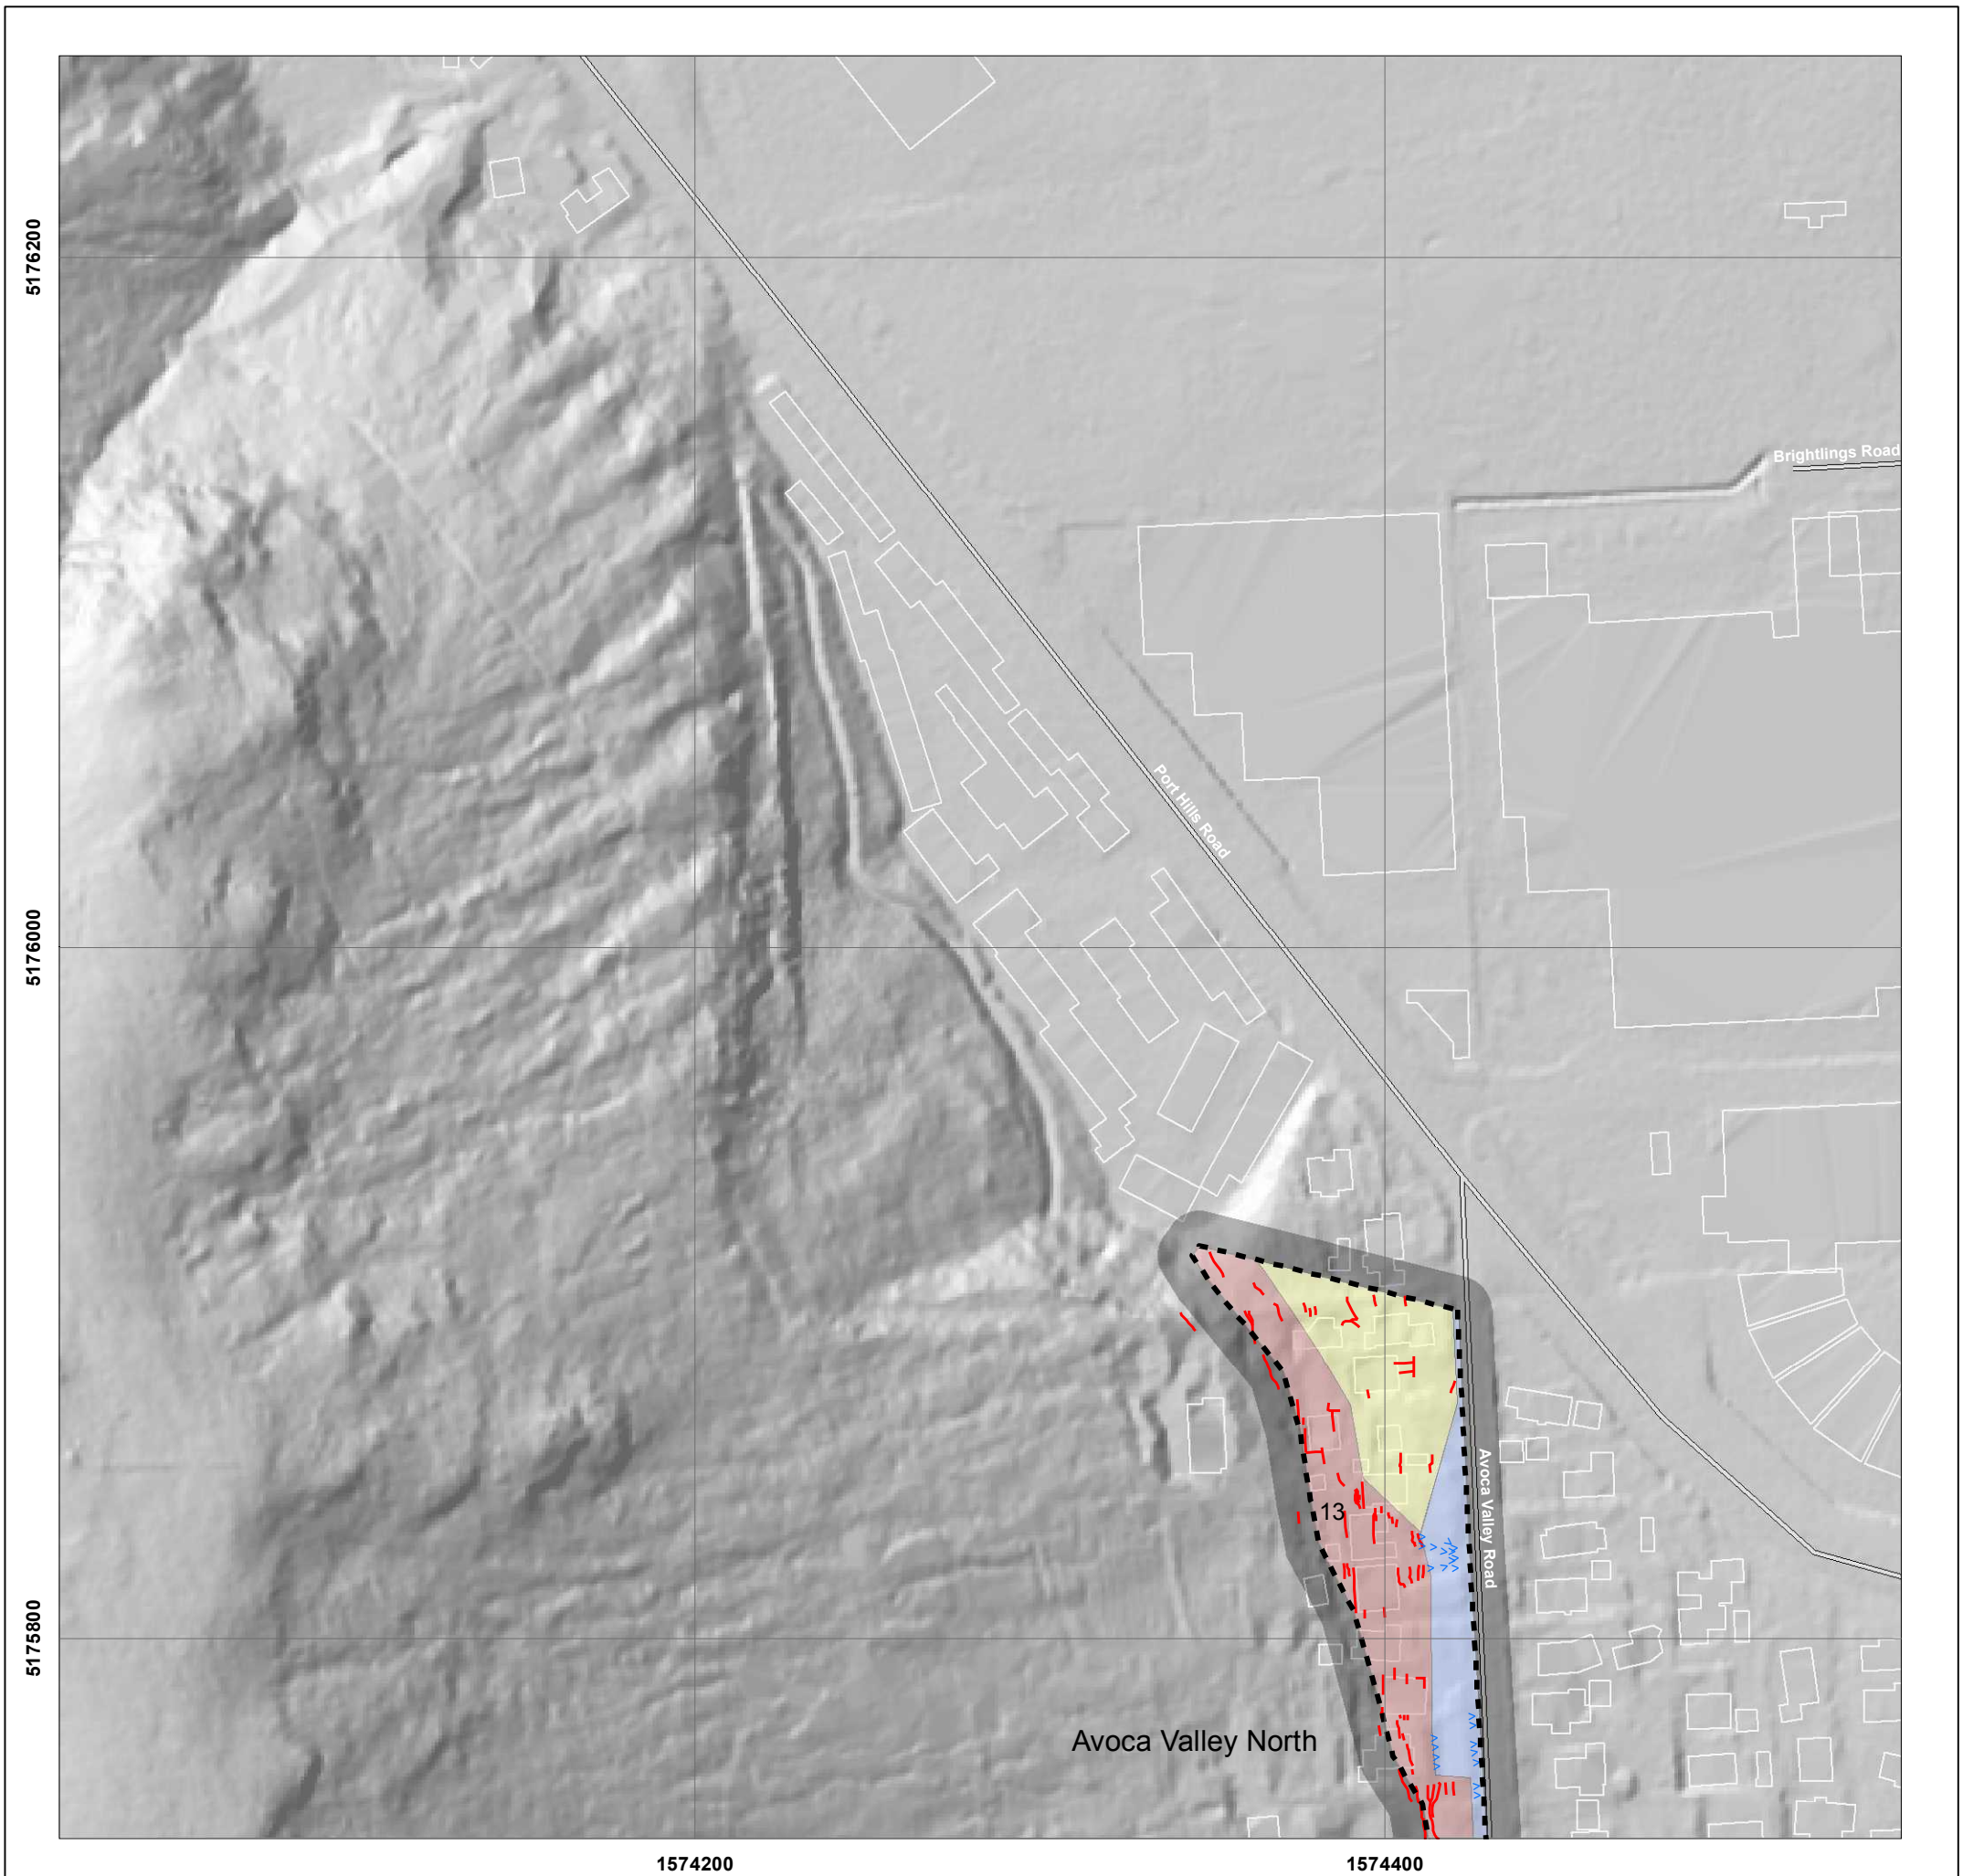 5176200
Brightlings Road
Port Hills Road
5176000
Avoca Valley Road
13
5175800
Avoca Valley North
1574200
1574400